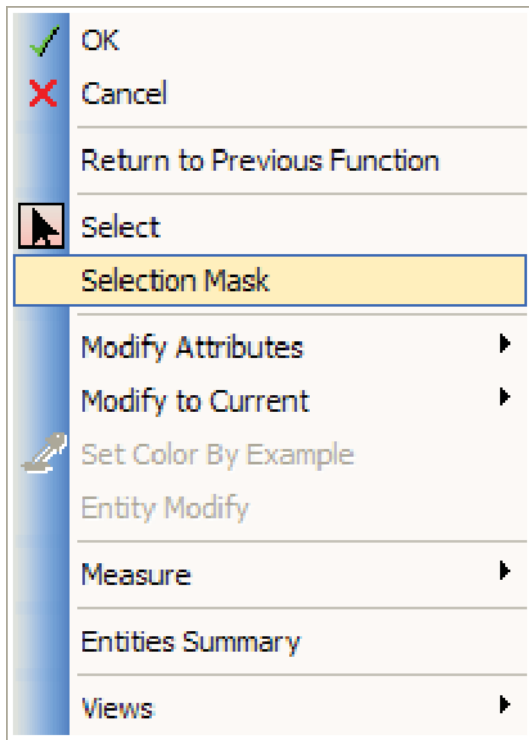 OK
Cancel
Return to Previous Function
Select
Selection Mask
Modify Attributes
Modify to Current
Set Color By Example
Entity Modify
Measure
Entities Summary
Views